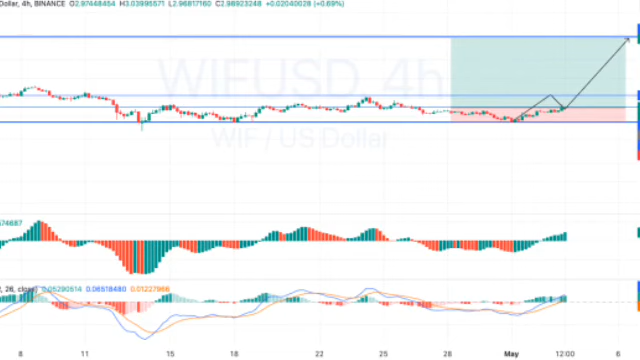 Dollar, 4h, BINANCE O2.97448454 H3.03995571 L2.96817160 C2.98923248 +0.02040028 (+0.69%)
WIFUSD, 4h
WIF / US Dollar
574687
2, 26, close) 0.05290514 0.06518480 0.01227966
8 11 15 18 22 25 28 May 12:00 6